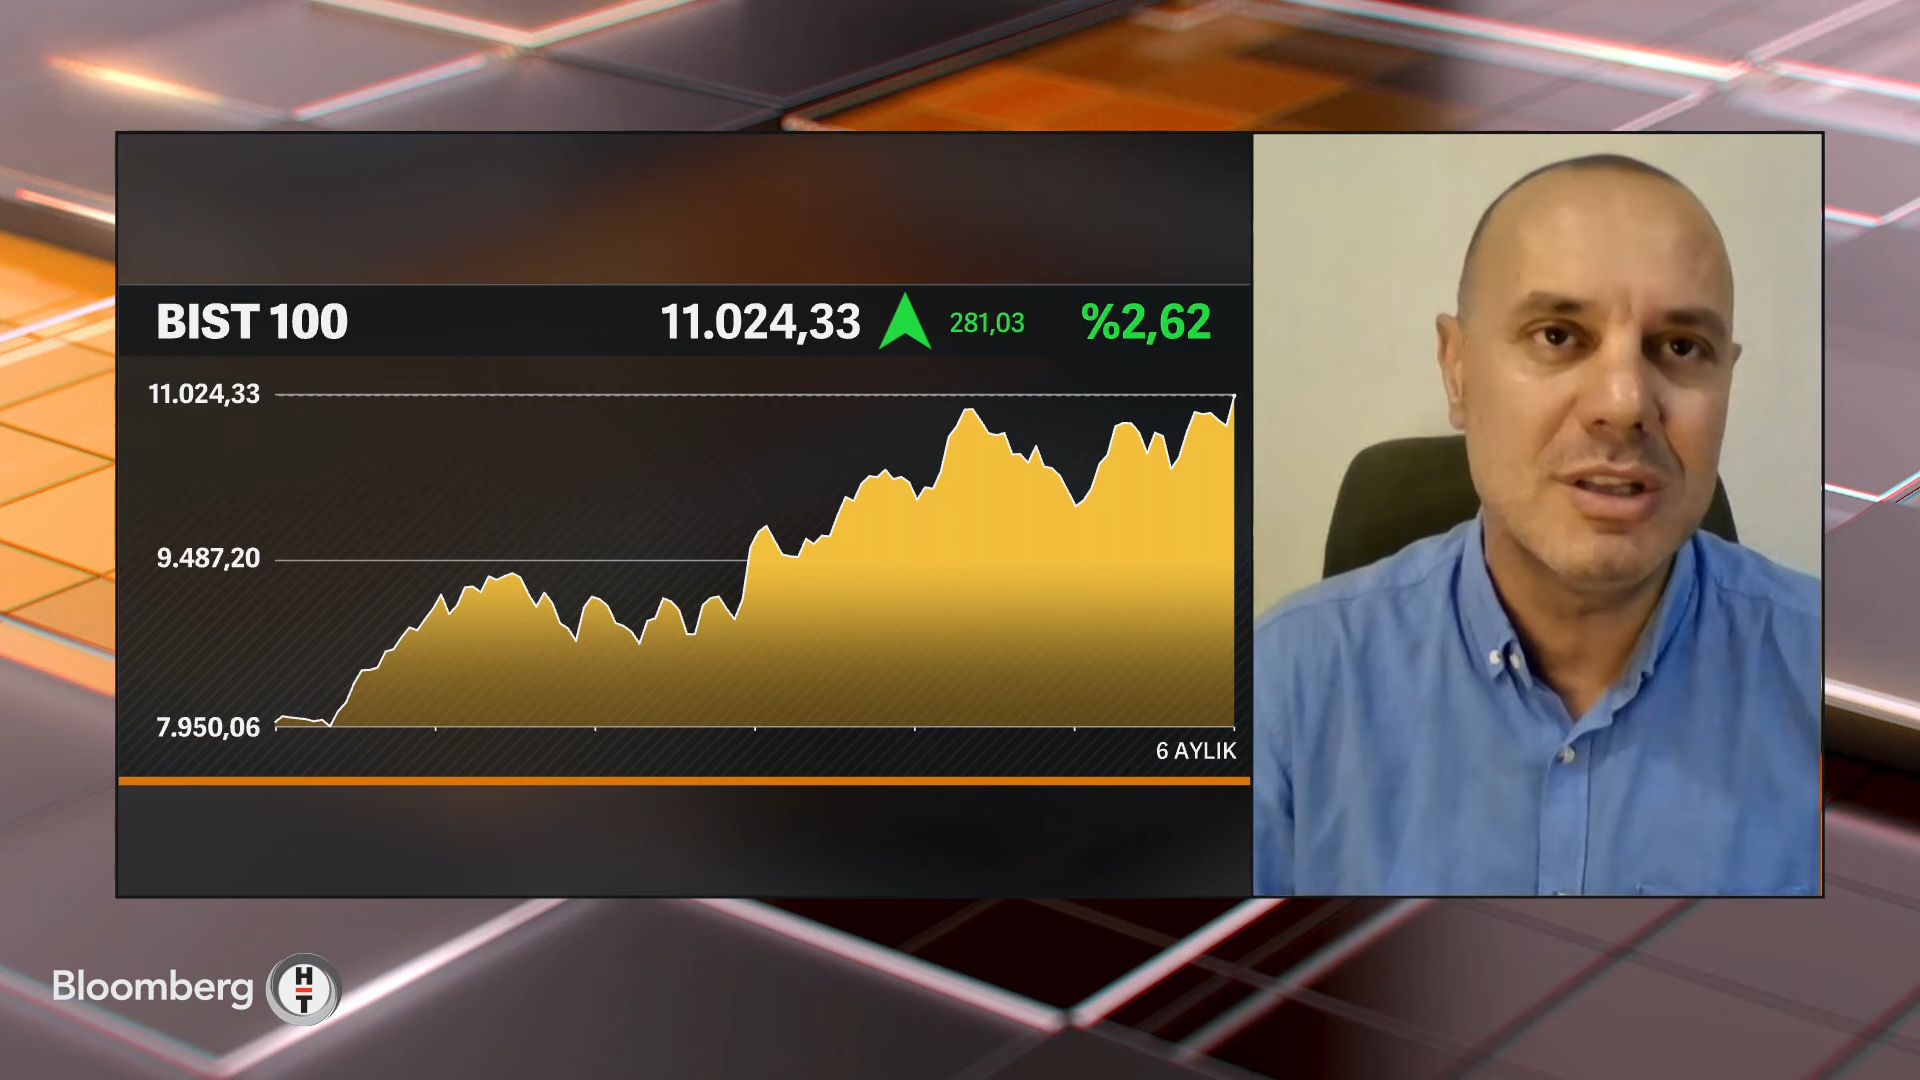 BIST 100 11.024,33 281,03 %2,62
11.024,33
9.487,20
7.950,06
6 AYLIK
Bloomberg HT